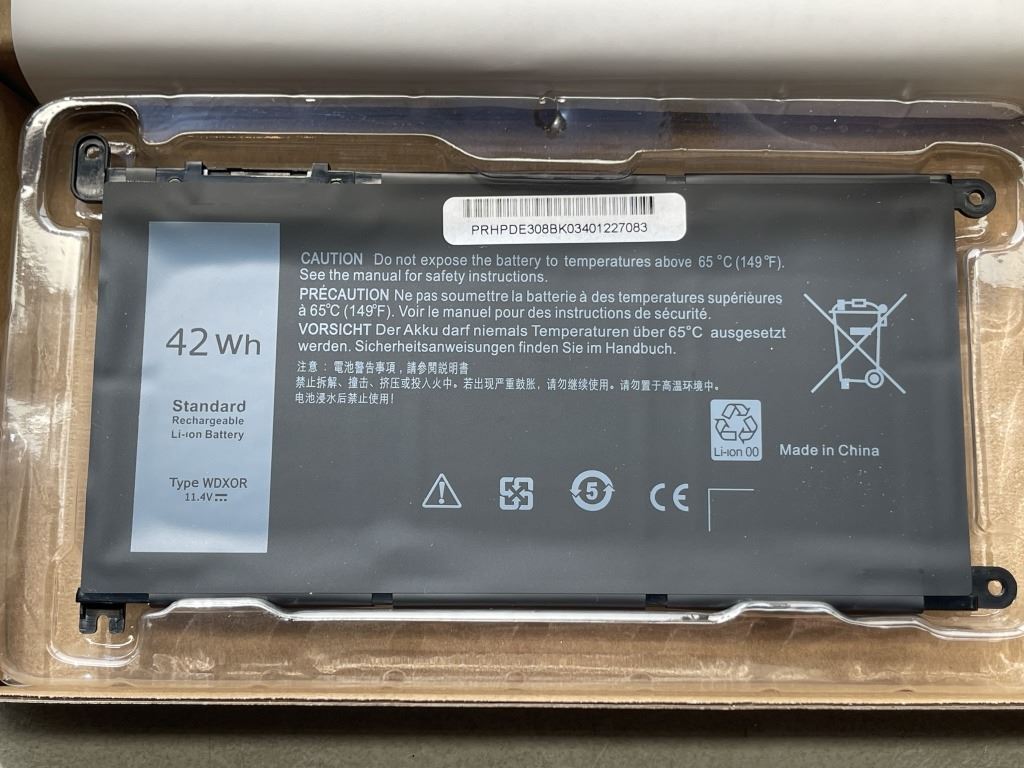 PRHPDE308BK03401227083
CAUTION Do not expose the battery to temperatures above 65 °C (149 °F).
See the manual for safety instructions.
PRÉCAUTION Ne pas soumettre la batterie à des temperatures supérieures
à 65°C (149°F). Voir le manuel pour des instructions de sécurité.
VORSICHT Der Akku darf niemals Temperaturen über 65°C ausgesetzt
werden. Sicherheitsanweisungen finden Sie im Handbuch.
注意 : 電池警告事項，請參閱説明書
禁止拆解、撞击、挤压或投入火中。若出现严重鼓胀，请勿继续使用。请勿置于高温环境中。
电池浸水后禁止使用！
42 Wh
Standard
Rechargeable
Li-ion Battery
Type WDXOR
11.4V
Li-ion 00
Made in China
5
CE